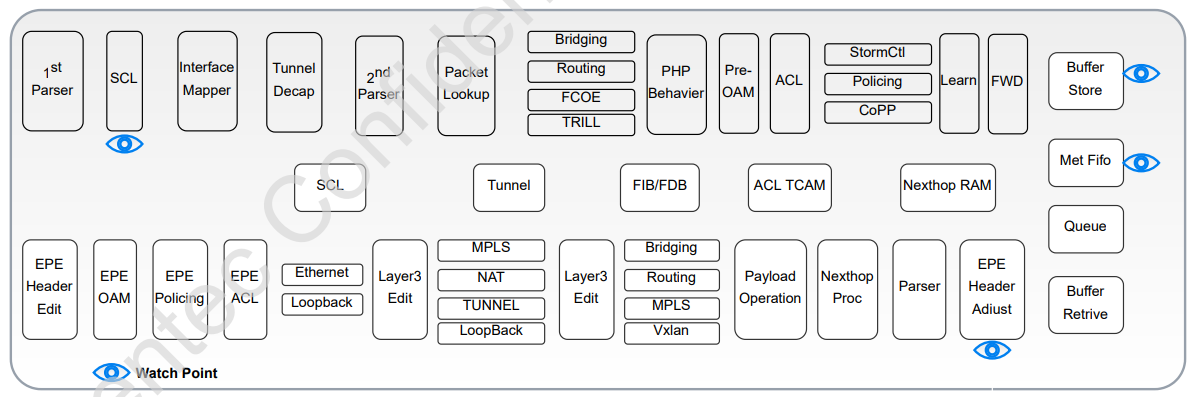 1st
Parser
SCL
Interface
Mapper
Tunnel
Decap
2nd
Parser
Packet
Lookup
Bridging
Routing
FCOE
TRILL
PHP
Behavier
Pre-
OAM
ACL
StormCtl
Policing
CoPP
Learn
FWD
Buffer
Store
Met Fifo
Queue
Buffer
Retrive
SCL
Tunnel
FIB/FDB
ACL TCAM
Nexthop RAM
EPE
Header
Edit
EPE
OAM
EPE
Policing
EPE
ACL
Ethernet
Loopback
Layer3
Edit
MPLS
NAT
TUNNEL
LoopBack
Layer3
Edit
Bridging
Routing
MPLS
Vxlan
Payload
Operation
Nexthop
Proc
Parser
EPE
Header
Adjust
Watch Point